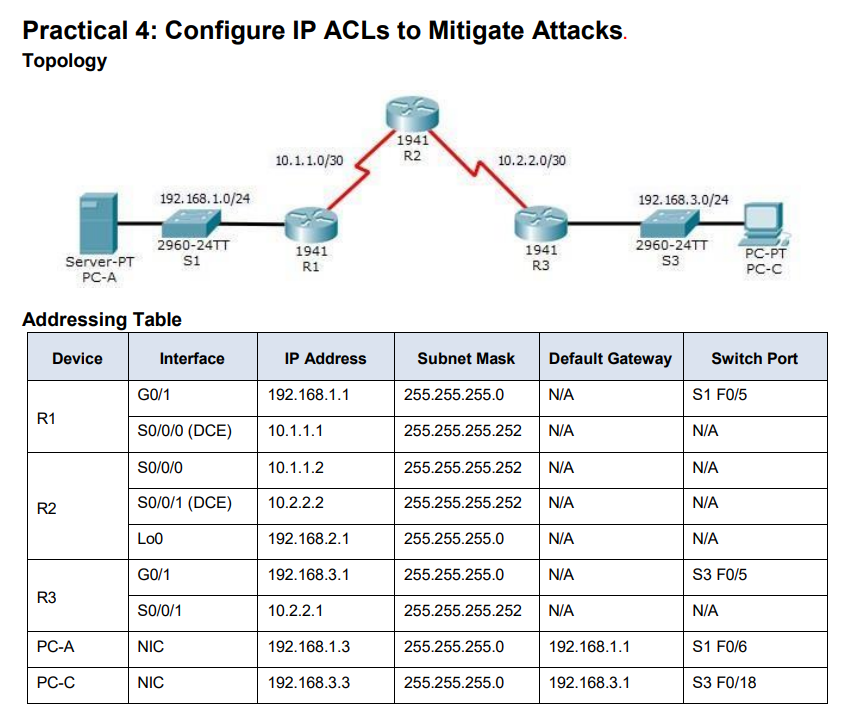 Practical 4: Configure IP ACLs to Mitigate Attacks.
Topology
1941
R2
10.1.1.0/30
10.2.2.0/30
192.168.1.0/24
192.168.3.0/24
Server-PT
PC-A
2960-24TT
S1
1941
R1
1941
R3
2960-24TT
S3
PC-PT
PC-C
Addressing Table
Device Interface IP Address Subnet Mask Default Gateway Switch Port
R1 G0/1 192.168.1.1 255.255.255.0 N/A S1 F0/5
S0/0/0 (DCE) 10.1.1.1 255.255.255.252 N/A N/A
R2 S0/0/0 10.1.1.2 255.255.255.252 N/A N/A
S0/0/1 (DCE) 10.2.2.2 255.255.255.252 N/A N/A
Lo0 192.168.2.1 255.255.255.0 N/A N/A
R3 G0/1 192.168.3.1 255.255.255.0 N/A S3 F0/5
S0/0/1 10.2.2.1 255.255.255.252 N/A N/A
PC-A NIC 192.168.1.3 255.255.255.0 192.168.1.1 S1 F0/6
PC-C NIC 192.168.3.3 255.255.255.0 192.168.3.1 S3 F0/18